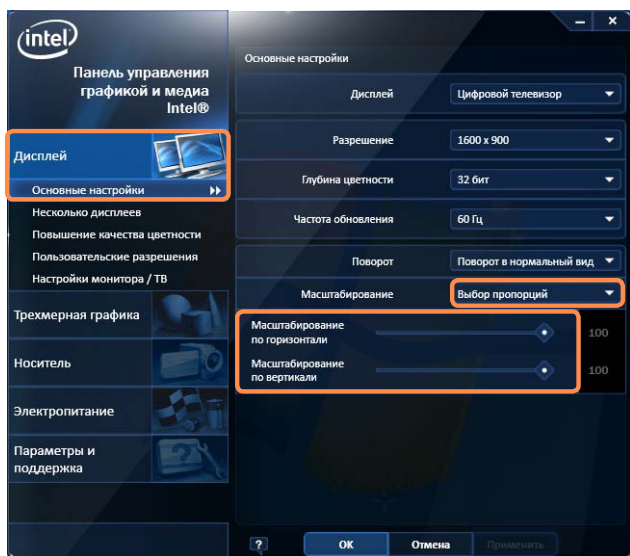 intel
Панель управления
графикой и медиа
Intel®
Дисплей
Основные настройки
Несколько дисплеев
Повышение качества цветности
Пользовательские разрешения
Настройки монитора / ТВ
Трехмерная графика
Носитель
Электропитание
Параметры и
поддержка
Основные настройки
Дисплей Цифровой телевизор
Разрешение 1600 x 900
Глубина цветности 32 бит
Частота обновления 60 Гц
Поворот Поворот в нормальный вид
Масштабирование Выбор пропорций
Масштабирование
по горизонтали 100
Масштабирование
по вертикали 100
? ОК Отмена Применить